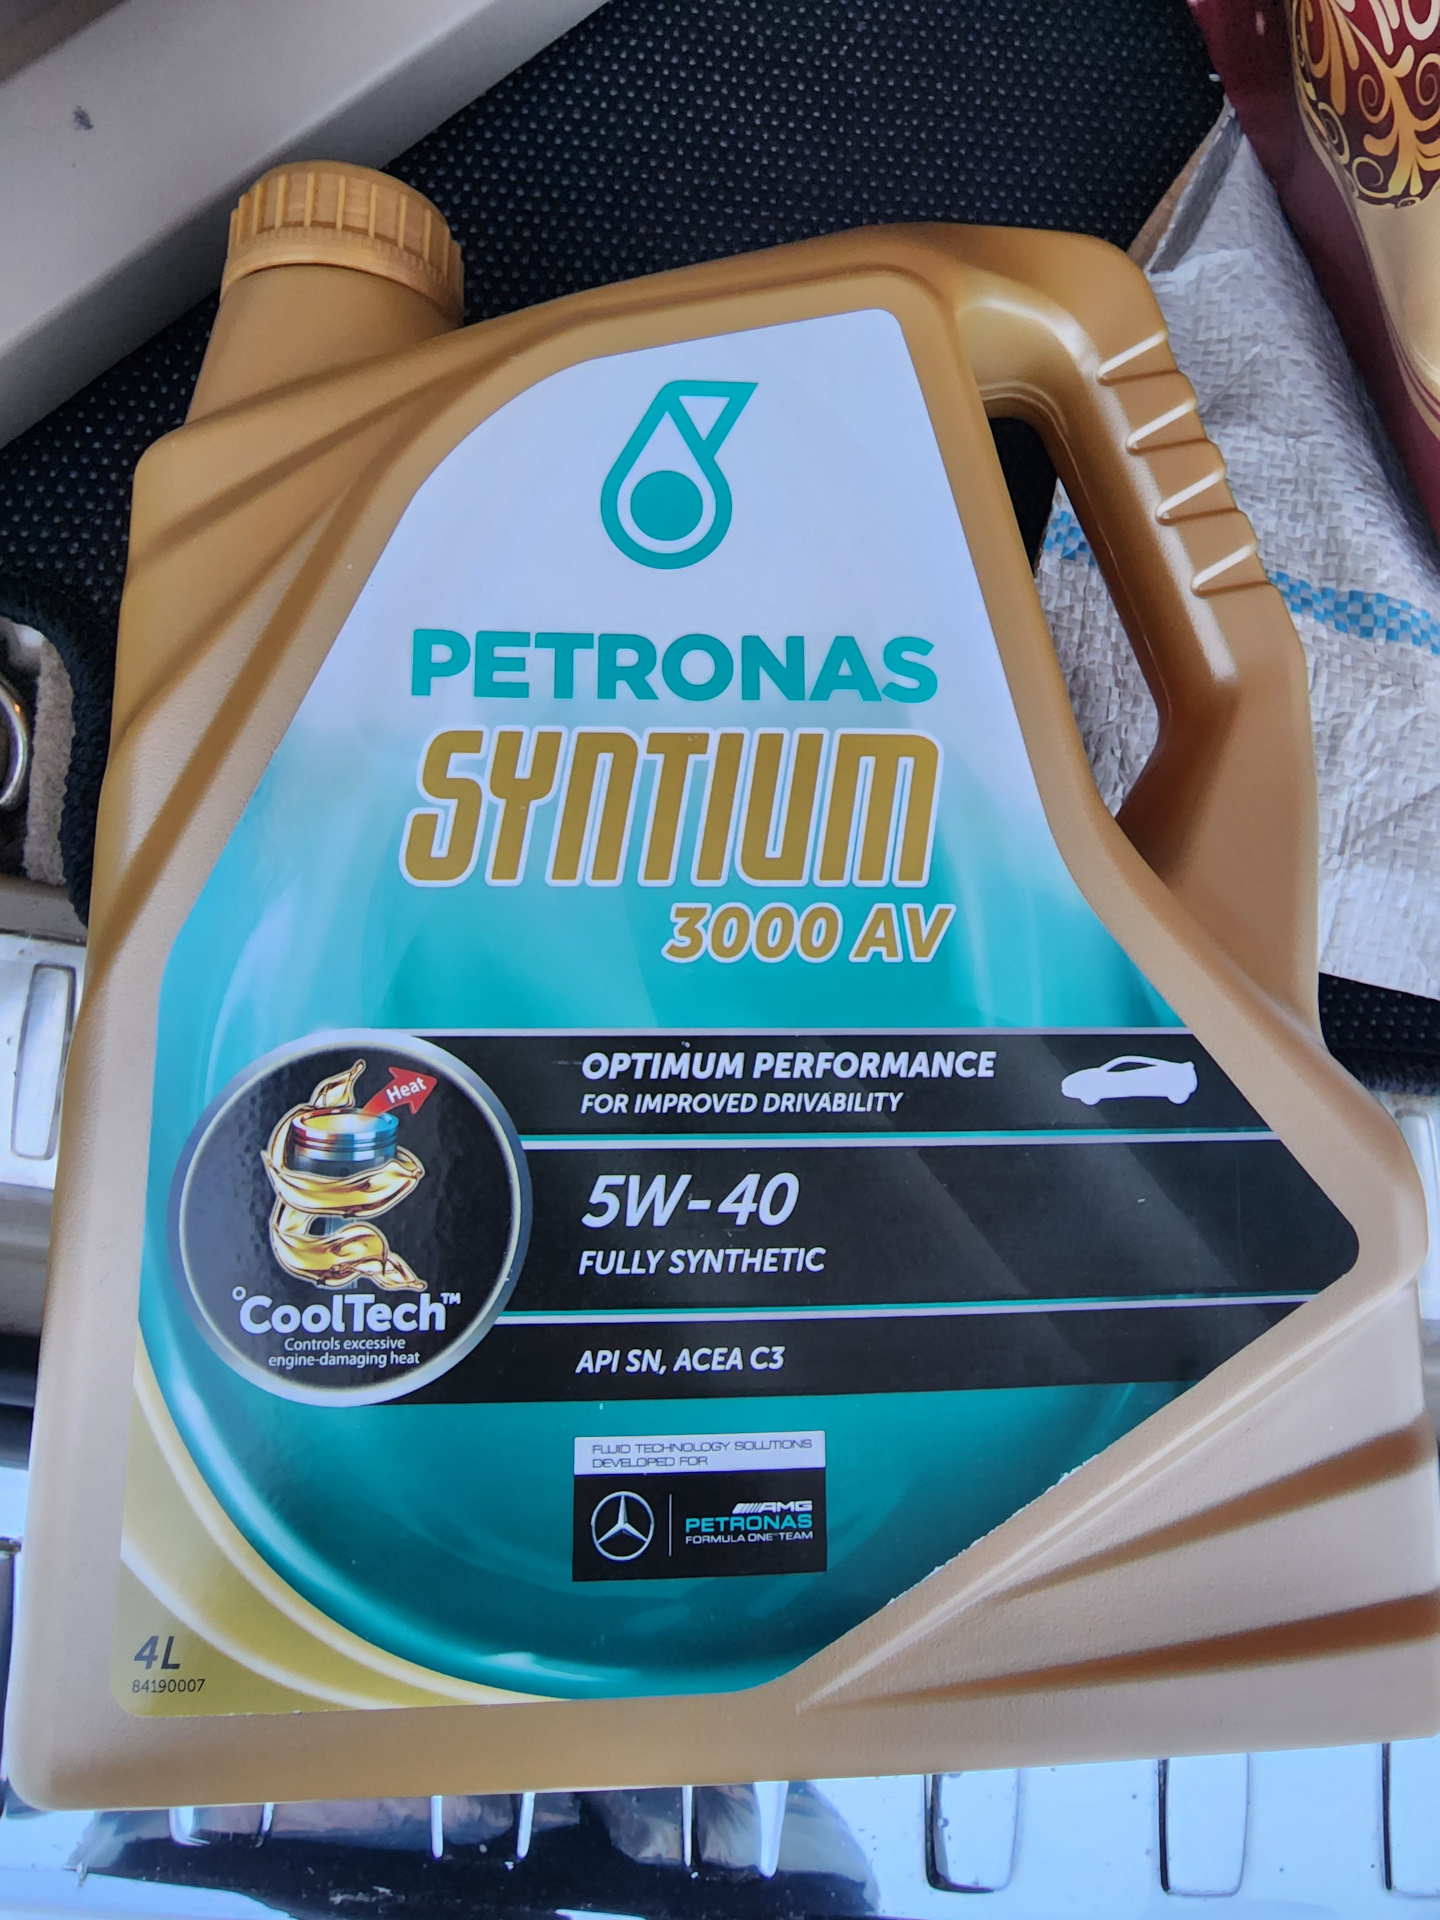 PETRONAS
SYNTIUM
3000 AV
OPTIMUM PERFORMANCE
FOR IMPROVED DRIVABILITY
5W-40
FULLY SYNTHETIC
API SN, ACEA C3
Heat
°CoolTech™
Controls excessive
engine-damaging heat
FLUID TECHNOLOGY SOLUTIONS
DEVELOPED FOR
AMG
PETRONAS
FORMULA ONE™ TEAM
4L
84190007